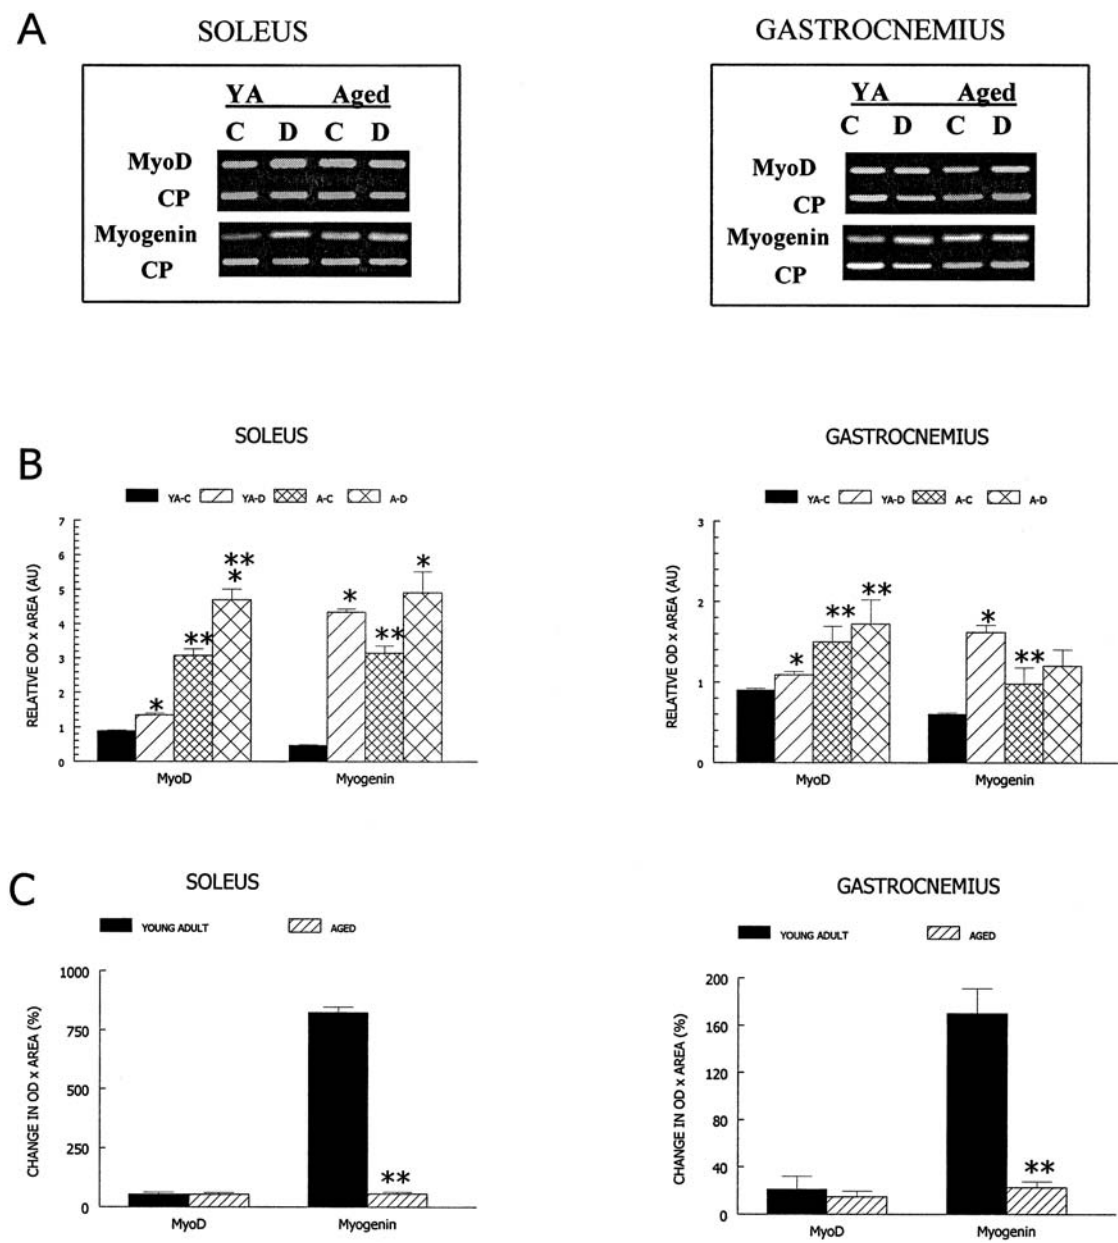 A
SOLEUS
GASTROCNEMIUS
YA Aged
C D C D
MyoD
CP
Myogenin
CP
YA Aged
C D C D
MyoD
CP
Myogenin
CP
B
SOLEUS
GASTROCNEMIUS
YA-C YA-D A-C A-D
RELATIVE OD x AREA (AU)
7
6
5
4
3
2
1
0
**
*
*
**
*
**
*
MyoD Myogenin
YA-C YA-D A-C A-D
RELATIVE OD x AREA (AU)
3
2
1
0
*
**
**
*
**
MyoD Myogenin
C
SOLEUS
GASTROCNEMIUS
YOUNG ADULT AGED
CHANGE IN OD x AREA (%)
1000
750
500
250
0
**
MyoD Myogenin
YOUNG ADULT AGED
CHANGE IN OD x AREA (%)
200
160
120
80
40
0
**
MyoD Myogenin